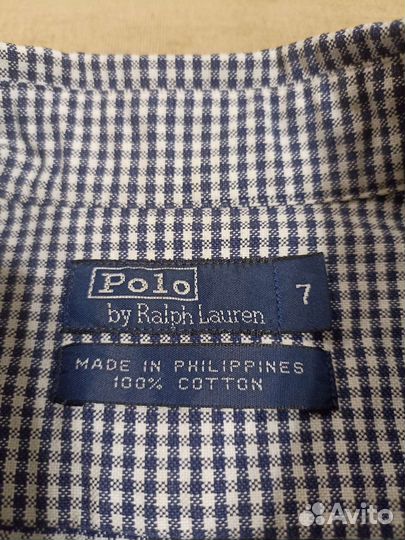 Polo
by Ralph Lauren
7
MADE IN PHILIPPINES
100% COTTON
Avito